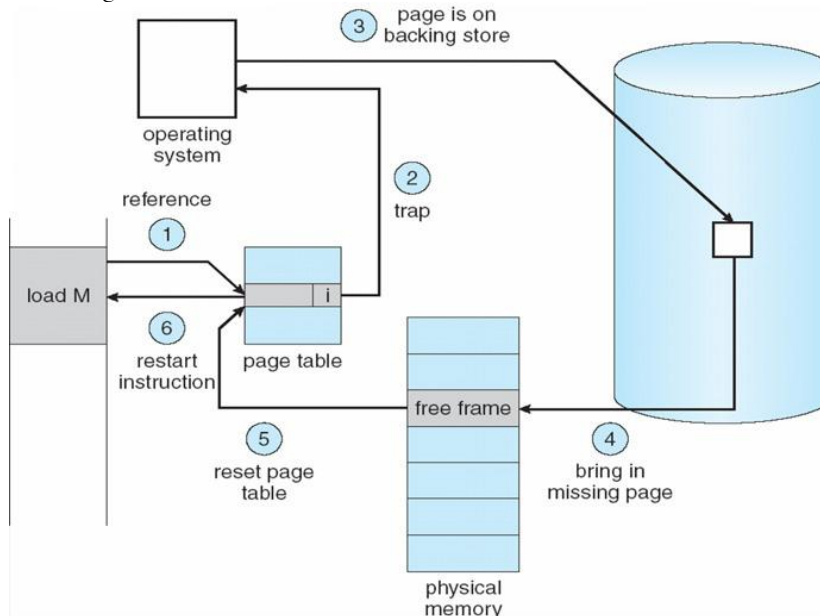 3
page is on
backing store
operating
system
2
trap
reference
1
load M
i
6
restart
instruction
page table
free frame
5
reset page
table
4
bring in
missing page
physical
memory